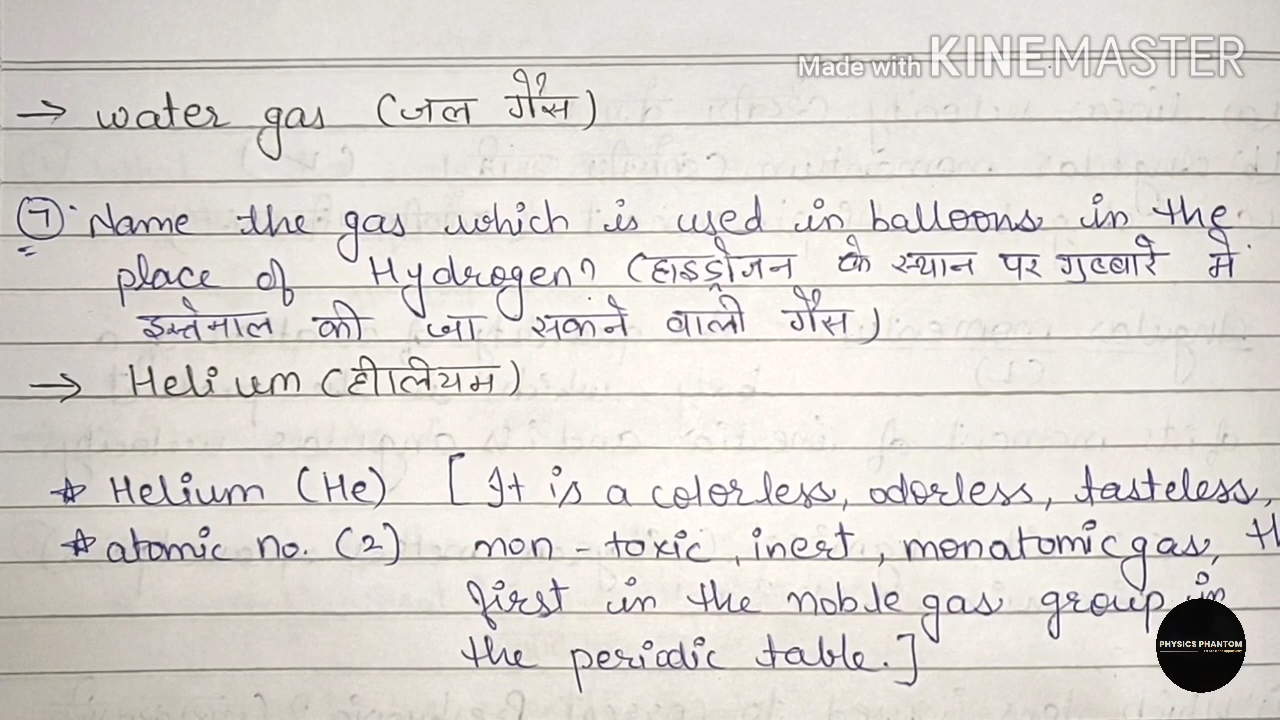 Made with KINEMASTER
→ water gas (जल गैस)
7 Name the gas which is used in balloons in the
place of Hydrogen? (हाइड्रोजन के स्थान पर गुब्बारे में
इस्तेमाल की जा सकने वाली गैस)
→ Helium (हीलियम)
* Helium (He) [It is a colorless, odorless, tasteless,
* atomic no. (2) non-toxic, inert, monatomic gas, th
first in the noble gas group in
the periodic table.]
PHYSICS PHANTOM